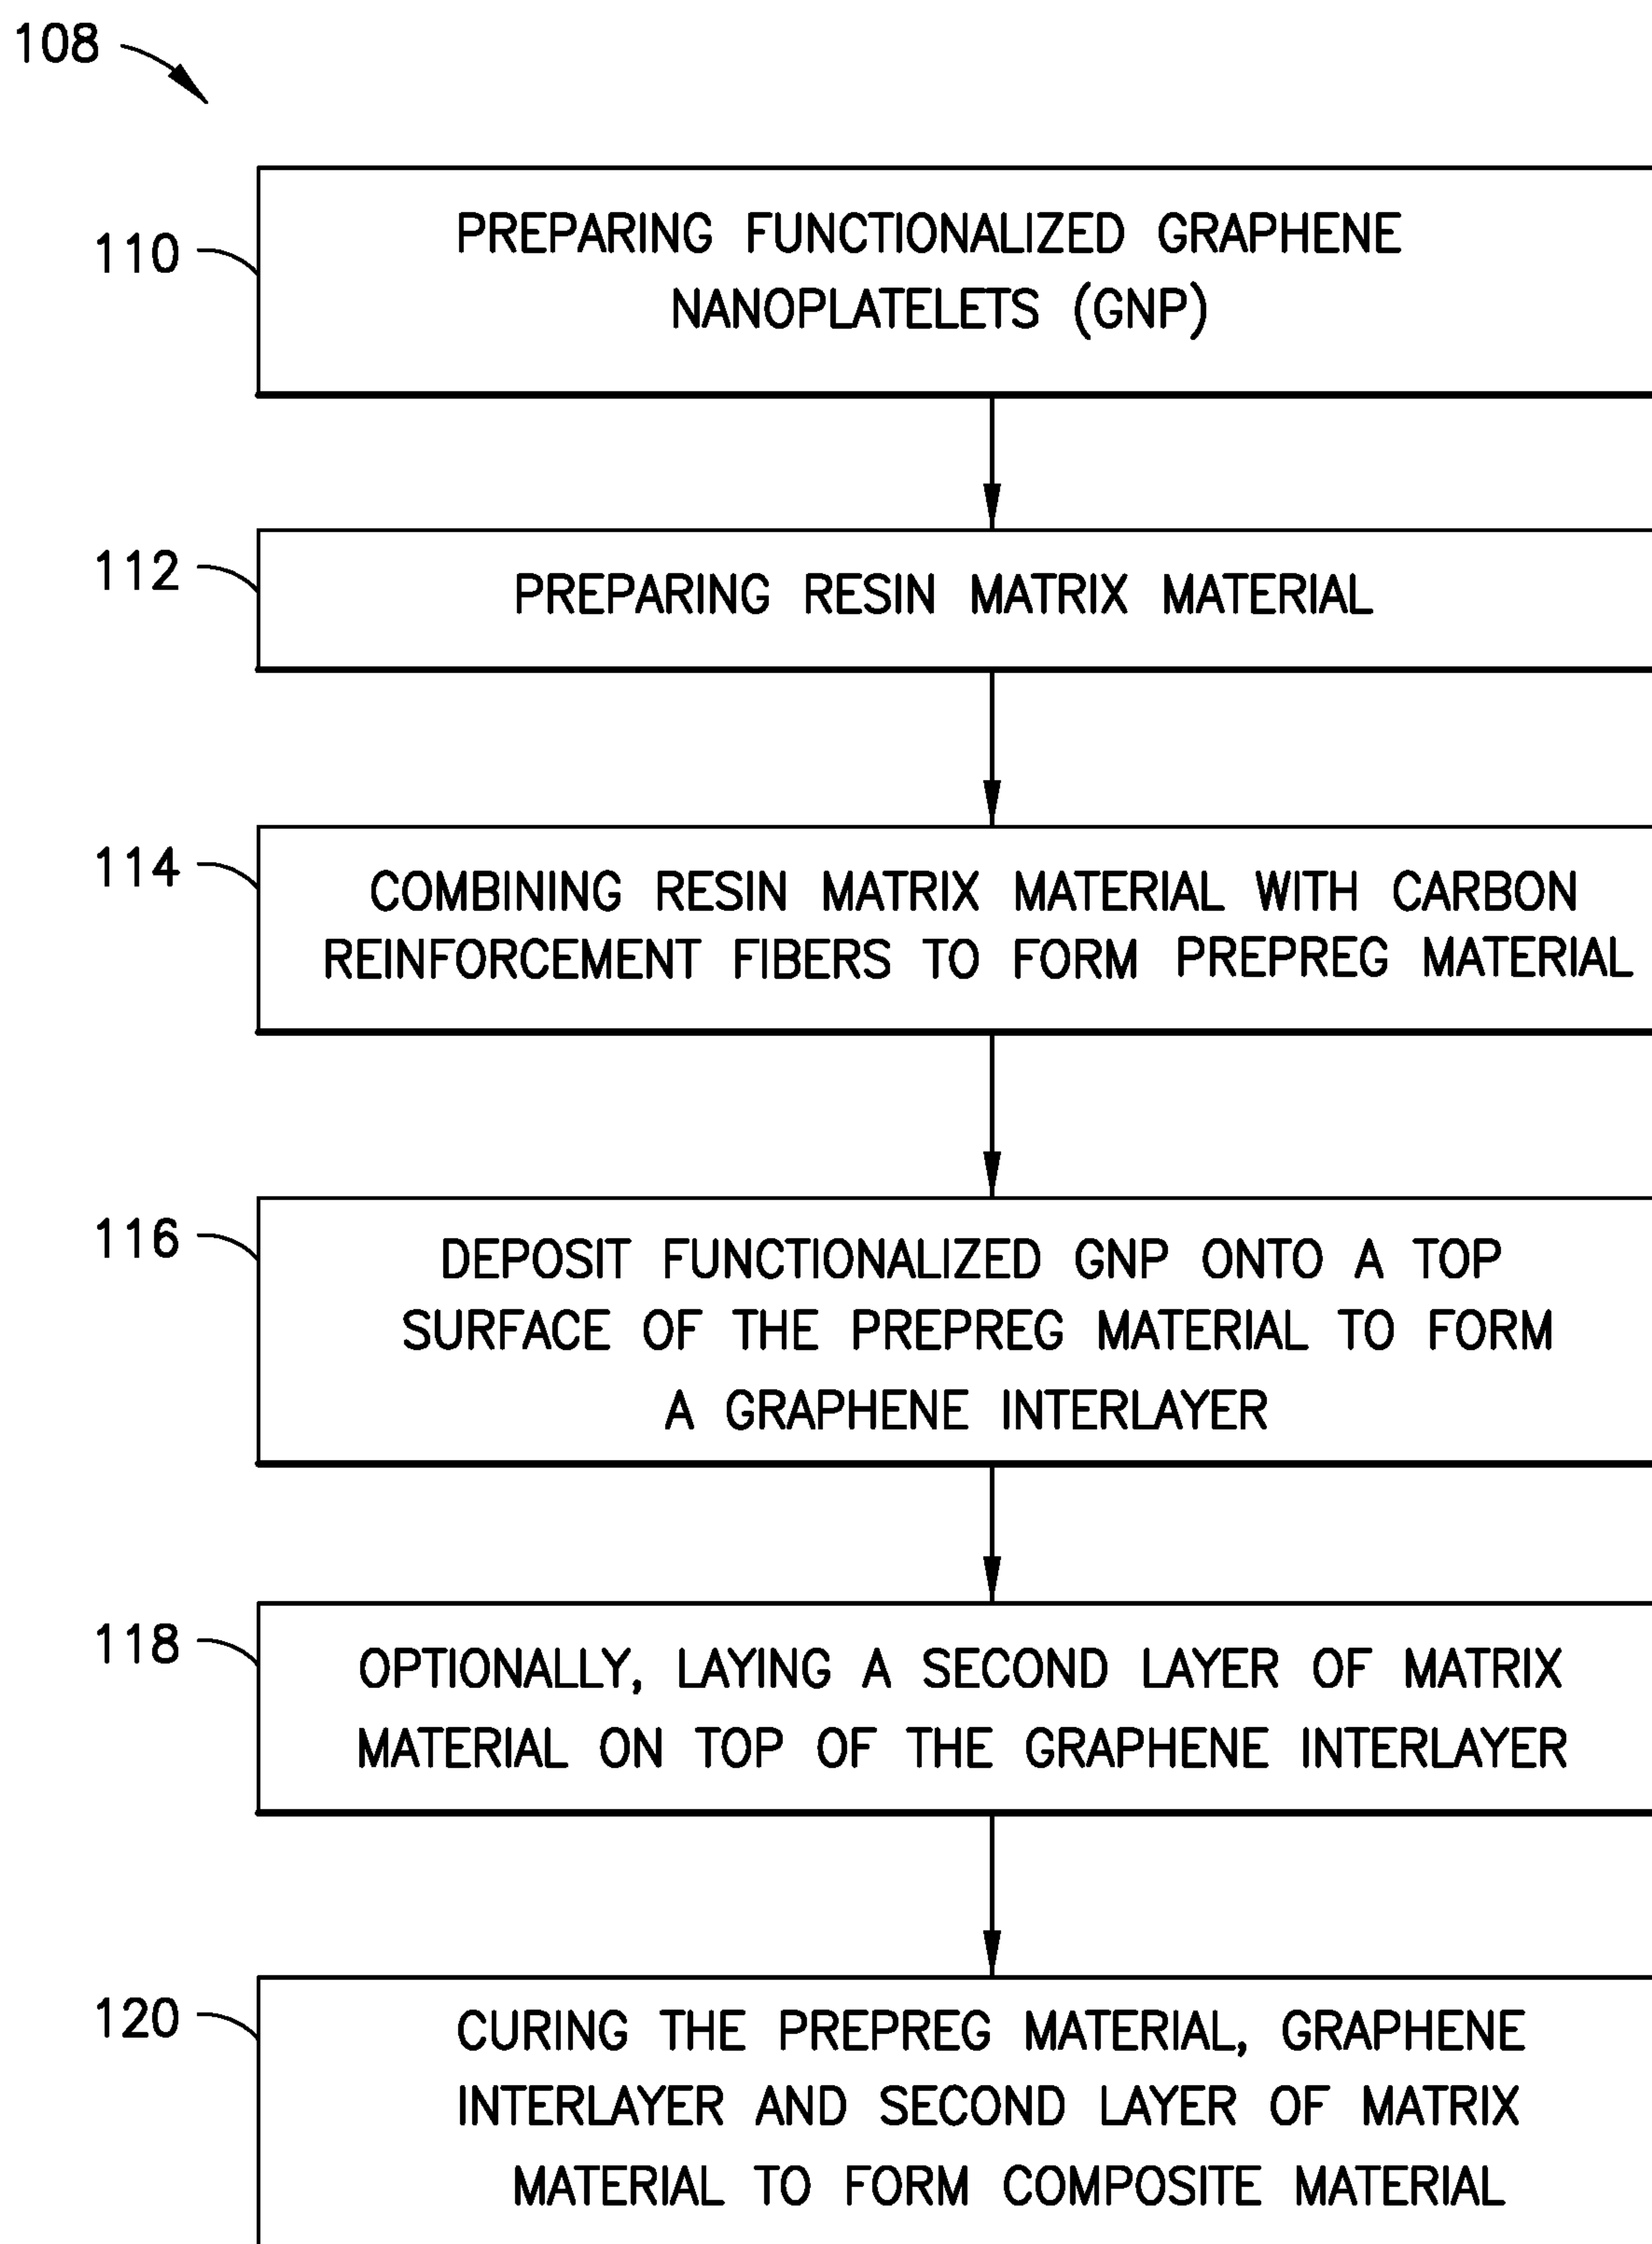 108
110
PREPARING FUNCTIONALIZED GRAPHENE
NANOPLATELETS (GNP)
112
PREPARING RESIN MATRIX MATERIAL
114
COMBINING RESIN MATRIX MATERIAL WITH CARBON
REINFORCEMENT FIBERS TO FORM PREPREG MATERIAL
116
DEPOSIT FUNCTIONALIZED GNP ONTO A TOP
SURFACE OF THE PREPREG MATERIAL TO FORM
A GRAPHENE INTERLAYER
118
OPTIONALLY, LAYING A SECOND LAYER OF MATRIX
MATERIAL ON TOP OF THE GRAPHENE INTERLAYER
120
CURING THE PREPREG MATERIAL, GRAPHENE
INTERLAYER AND SECOND LAYER OF MATRIX
MATERIAL TO FORM COMPOSITE MATERIAL